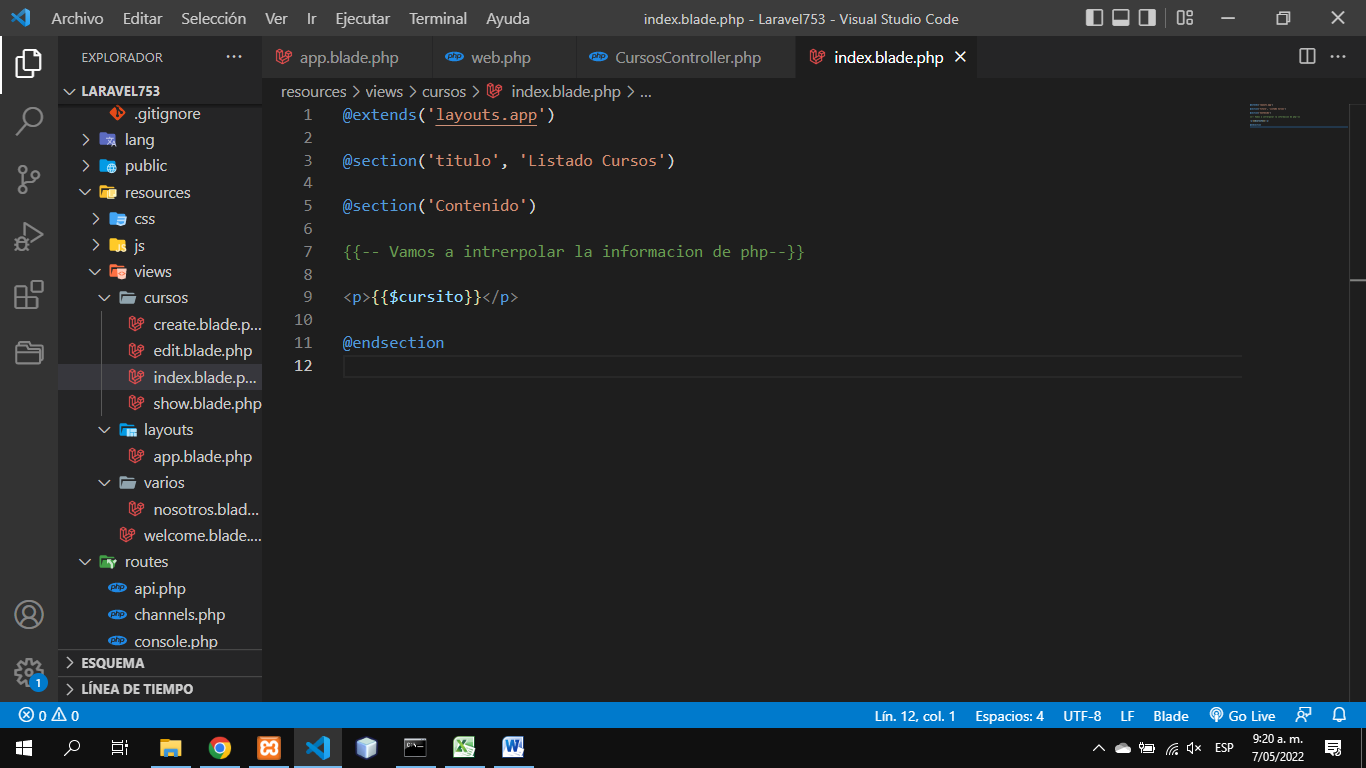 Archivo Editar Selección Ver Ir Ejecutar Terminal Ayuda index.blade.php - Laravel753 - Visual Studio Code
EXPLORADOR ···
app.blade.php web.php CursosController.php index.blade.php
LARAVEL753
resources > views > cursos > index.blade.php > ...
.gitignore
lang
public
resources
css
js
views
cursos
create.blade.p...
edit.blade.php
index.blade.p...
show.blade.php
layouts
app.blade.php
varios
nosotros.blad...
welcome.blade....
routes
api.php
channels.php
console.php
ESQUEMA
LÍNEA DE TIEMPO
1 @extends('layouts.app')
2
3 @section('titulo', 'Listado Cursos')
4
5 @section('Contenido')
6
7 {{-- Vamos a intrerpolar la informacion de php--}}
8
9 <p>{{$cursito}}</p>
10
11 @endsection
12
1
0 0 Lín. 12, col. 1 Espacios: 4 UTF-8 LF Blade Go Live
ESP 9:20 a. m.
7/05/2022